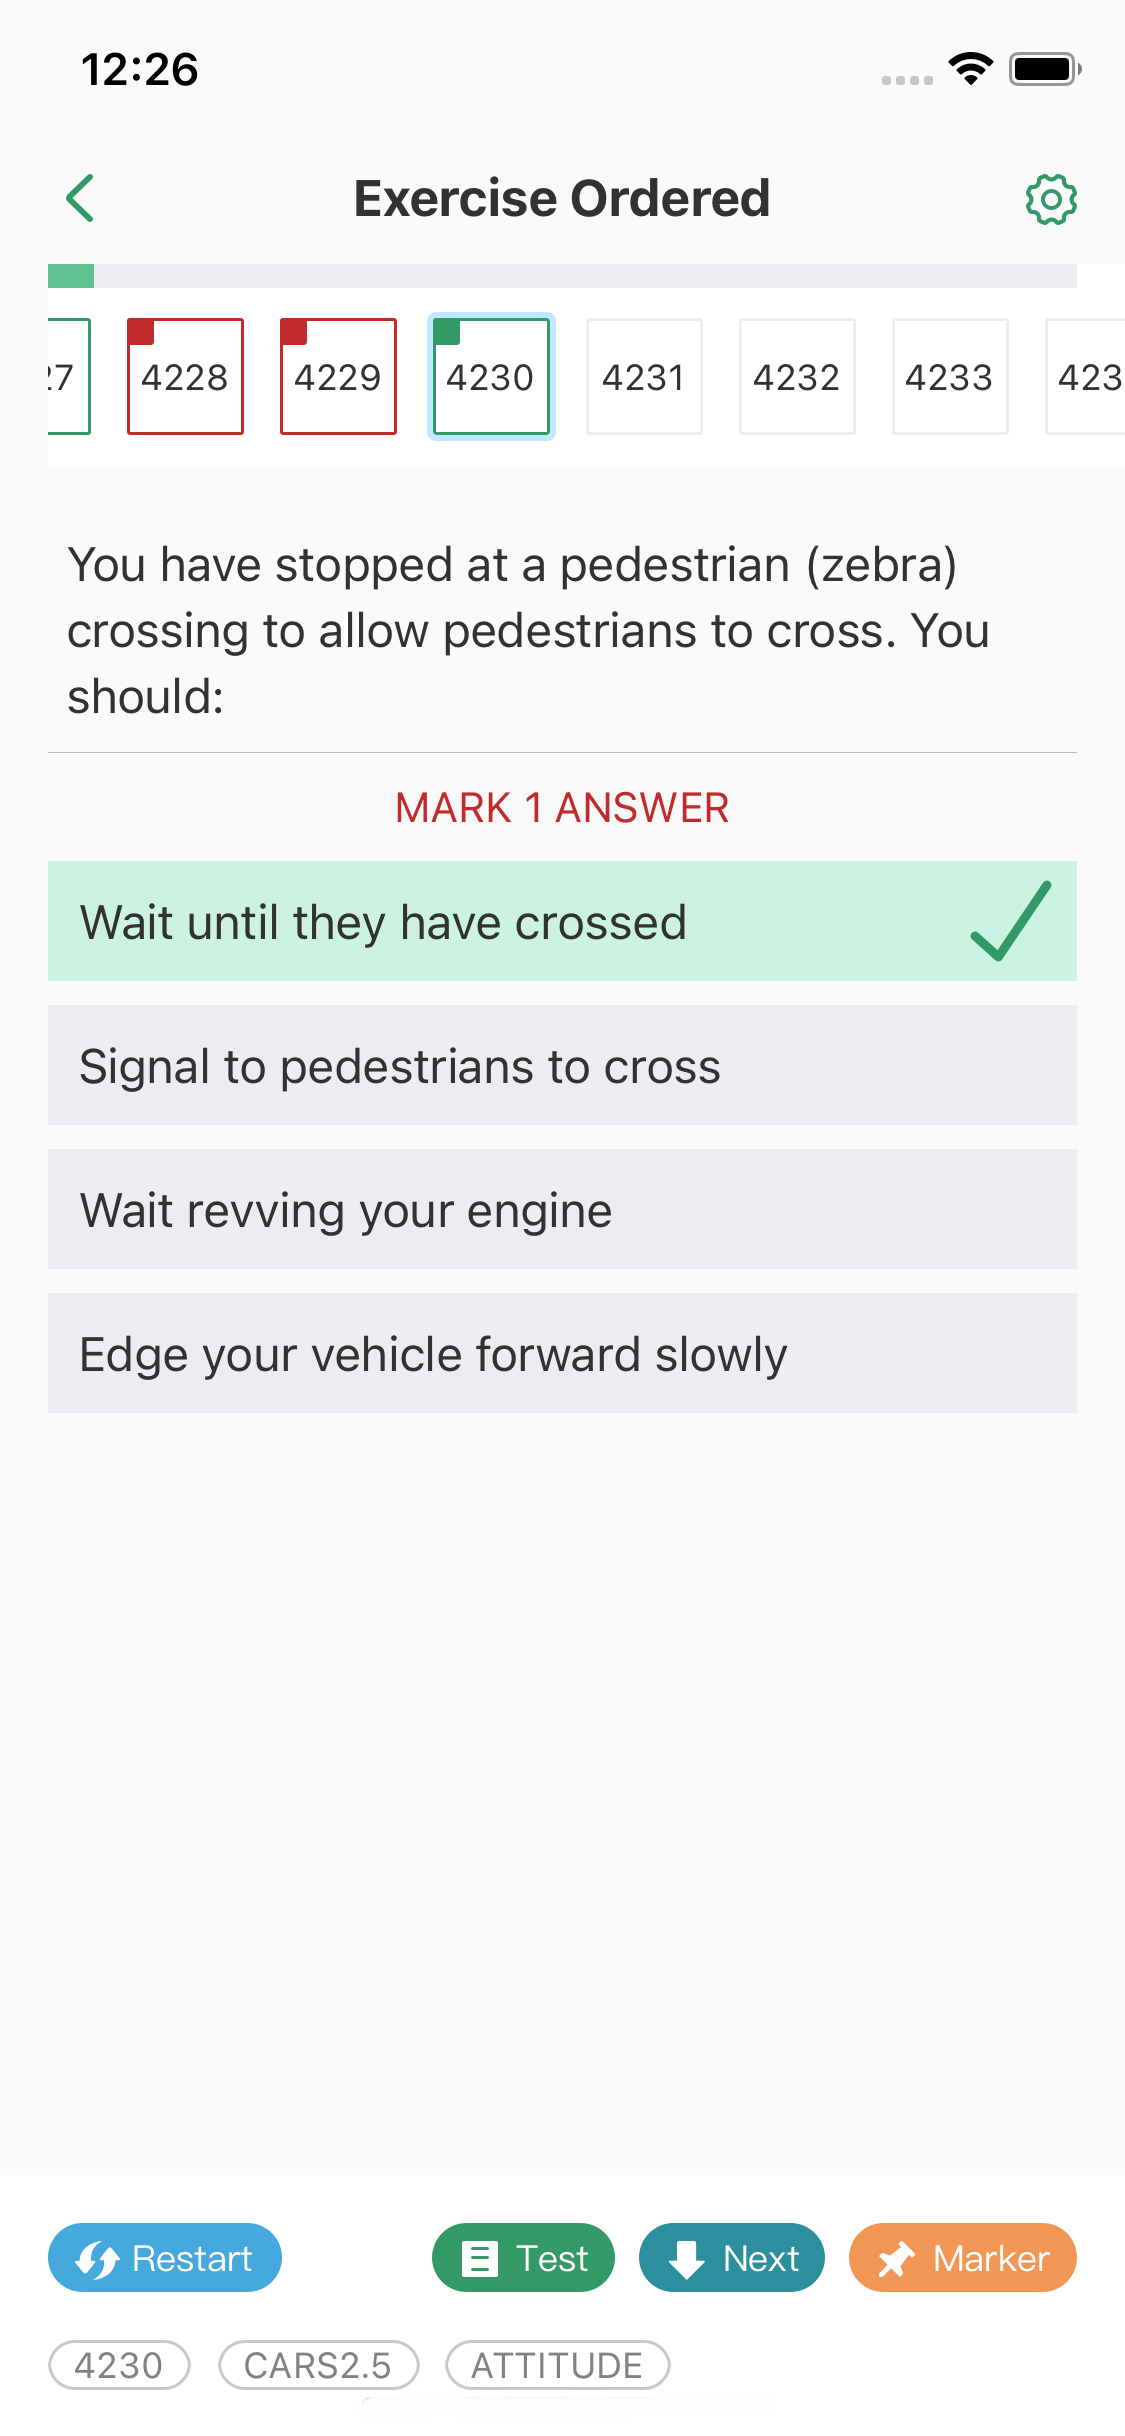 12:26
Exercise Ordered
27 4228 4229 4230 4231 4232 4233 423
You have stopped at a pedestrian (zebra)
crossing to allow pedestrians to cross. You
should:
MARK 1 ANSWER
Wait until they have crossed
Signal to pedestrians to cross
Wait revving your engine
Edge your vehicle forward slowly
Restart Test Next Marker
4230 CARS2.5 ATTITUDE